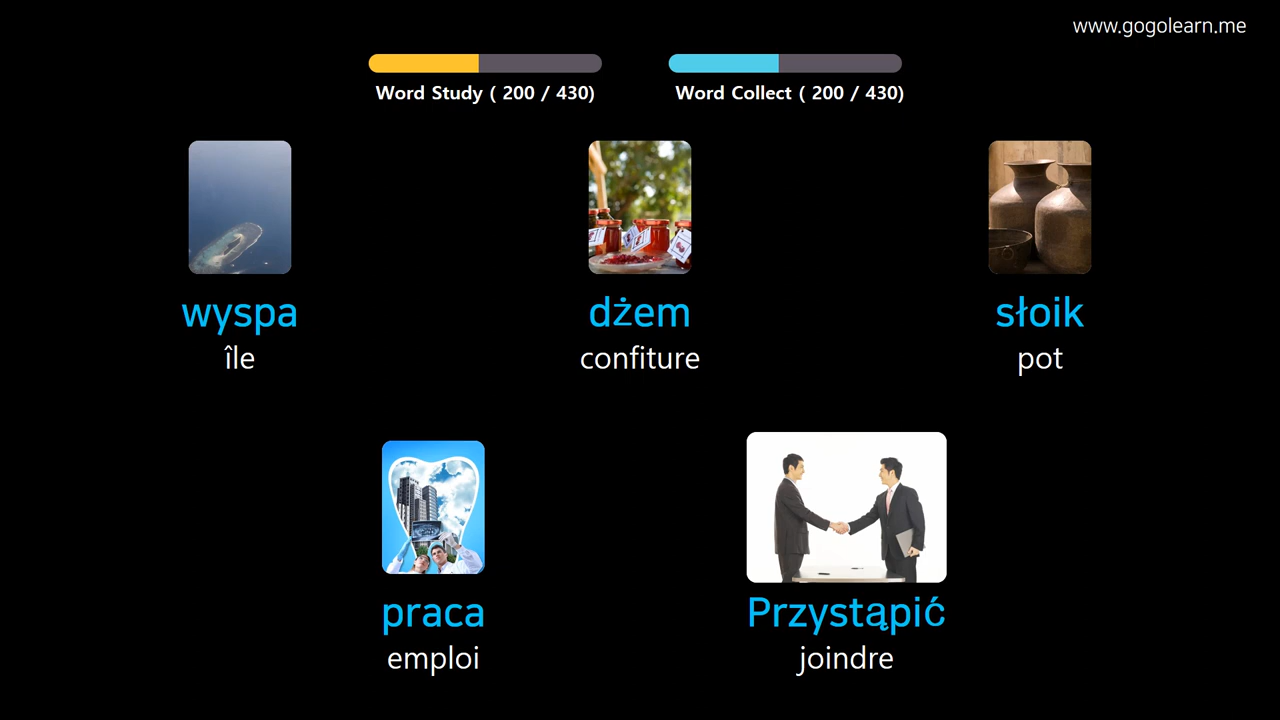 www.gogolearn.me
Word Study ( 200 / 430)
Word Collect ( 200 / 430)
wyspa
île
dżem
confiture
słoik
pot
praca
emploi
Przystąpić
joindre